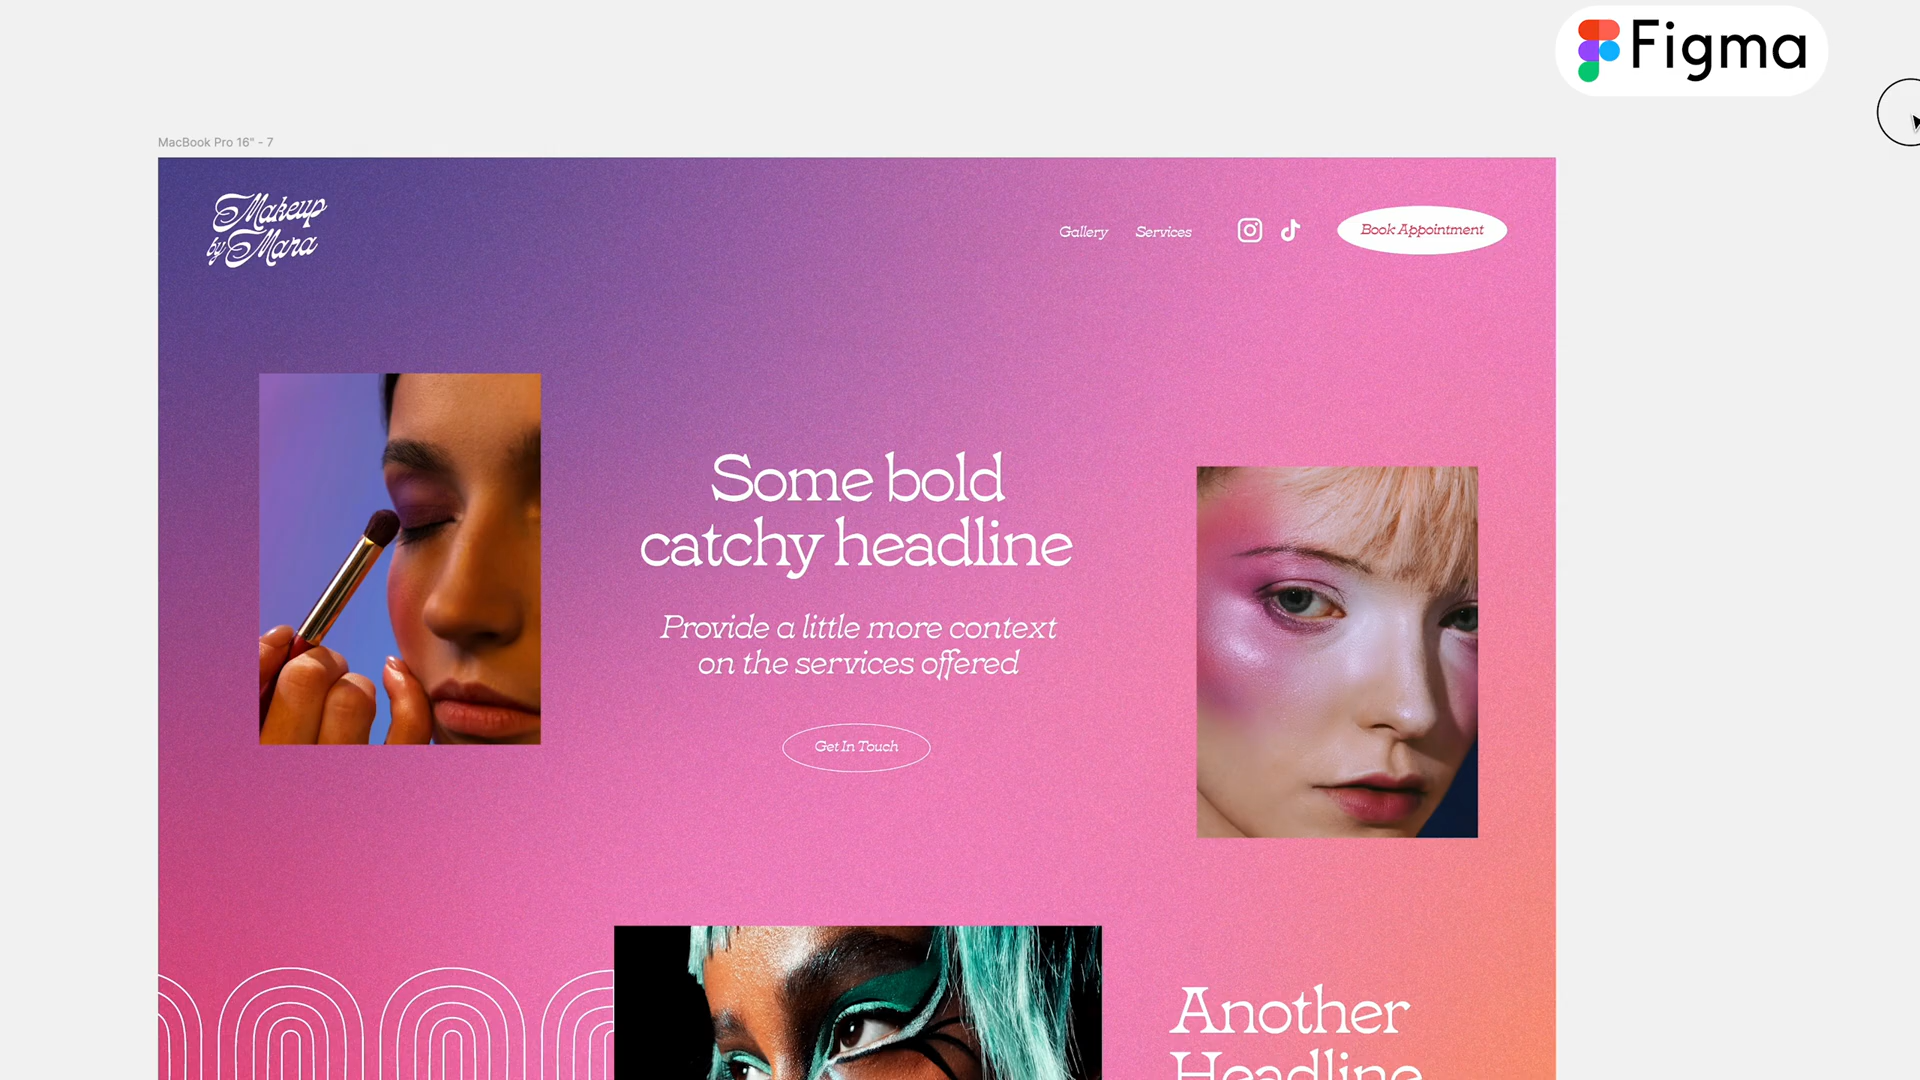 Figma
MacBook Pro 16" - 7
Makeup
by Mara
Gallery
Services
Book Appointment
Some bold
catchy headline
Provide a little more context
on the services offered
Get In Touch
Another
Headline